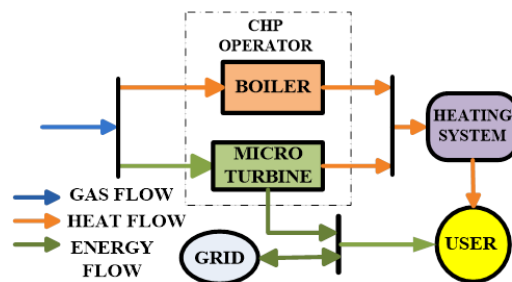 CHP
OPERATOR
BOILER
HEATING
SYSTEM
MICRO
TURBINE
GAS FLOW
HEAT FLOW
ENERGY
FLOW
GRID
USER